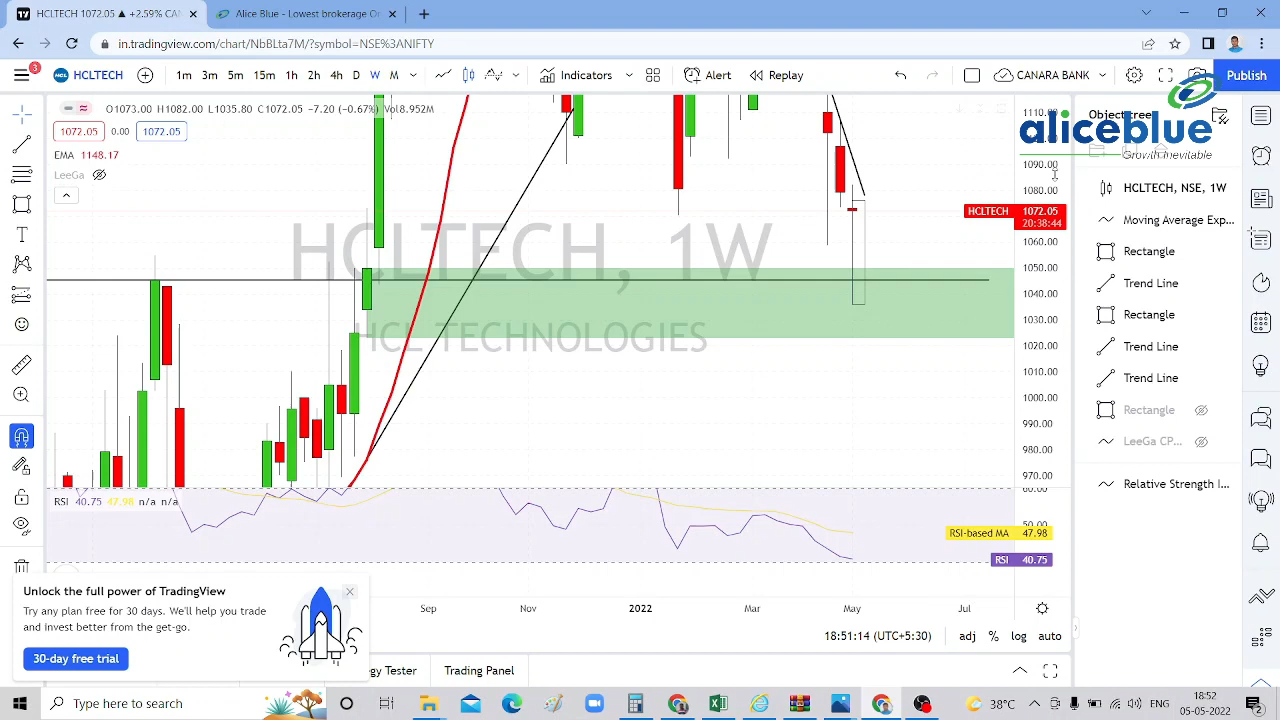 HCLTECH 1072.05 ▲ +2.59% CAN
Alice Blue - Lowest brokerage On
in.tradingview.com/chart/NbBLta7M/?symbol=NSE%3ANIFTY
3
HCL
HCLTECH
1m 3m 5m 15m 1h 2h 4h D W M
Indicators
Alert
Replay
CANARA BANK
Publish
O1073.00 H1082.00 L1035.80 C1072.05 -7.20 (-0.67%) Vol8.952M
1072.05 0.00 1072.05
EMA 1148.17
LeeGa
HCLTECH, 1W
HCL TECHNOLOGIES
1110.00
1090.00
1080.00
HCLTECH 1072.05
20:38:44
1060.00
1050.00
1040.00
1030.00
1020.00
1010.00
1000.00
990.00
980.00
970.00
60.00
50.00
RSI 40.75 47.98 n/a n/a
RSI-based MA 47.98
RSI 40.75
Sep Nov 2022 Mar May Jul
18:51:14 (UTC+5:30)
adj % log auto
Object tree
aliceblue
Growth Inevitable
HCLTECH, NSE, 1W
Moving Average Exp...
Rectangle
Trend Line
Rectangle
Trend Line
Trend Line
Rectangle
LeeGa CP...
Relative Strength I...
Unlock the full power of TradingView
Try any plan free for 30 days. We'll help you trade
and invest better from the get-go.
30-day free trial
gy Tester
Trading Panel
Type here to search
38°C
ENG
18:52
05-05-2022
2